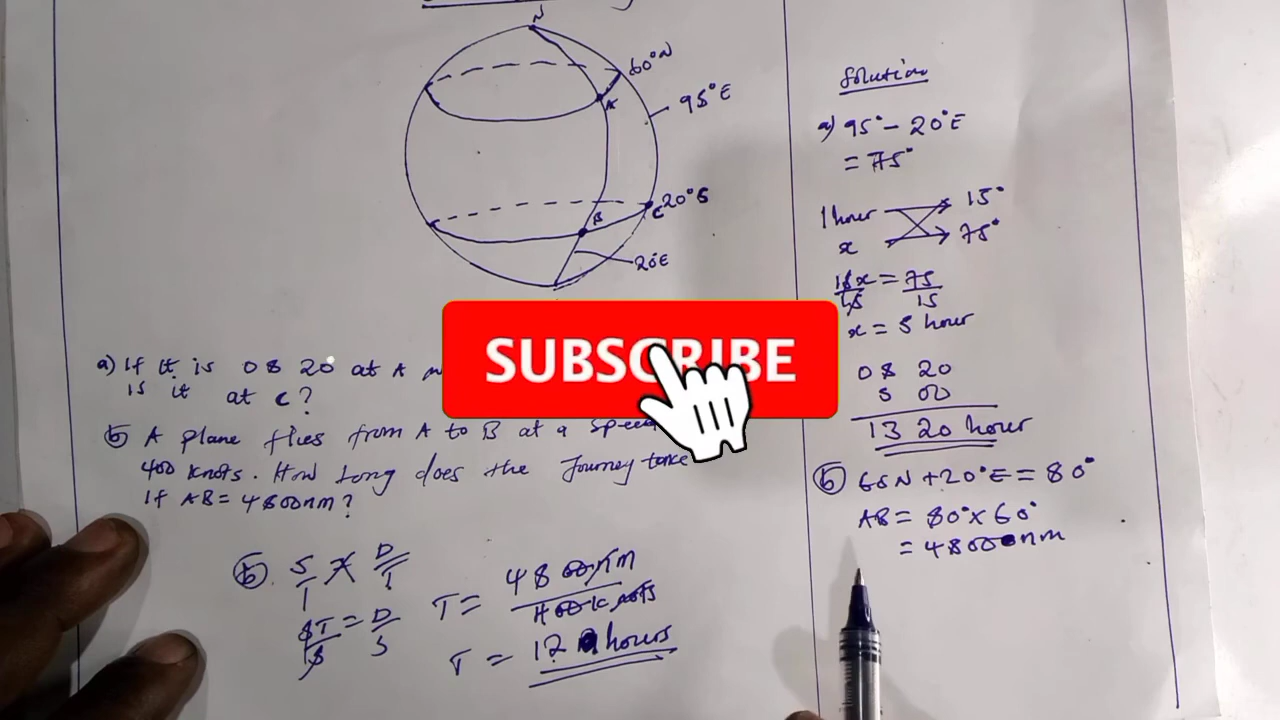 N
60°N
A
95°E
20°S
C
B
20E
a) If it is 08 20 at A
is it at C?
b) A plane flies from A to B at a speed
400 knots. How long does the Journey take
If AB = 4800nm?
b). S/1 X D/T
ST/S = D/S
T = 4800nm/400knots
T = 12 hours
SUBSCRIBE
Solution
a) 95° - 20°E
= 75°
1 hour 15°
x 75°
15x/15 = 75/15
x = 5 hour
08 20
5 00
13 20 hour
b) 60N + 20°E = 80°
AB = 80° x 60°
= 4800nm